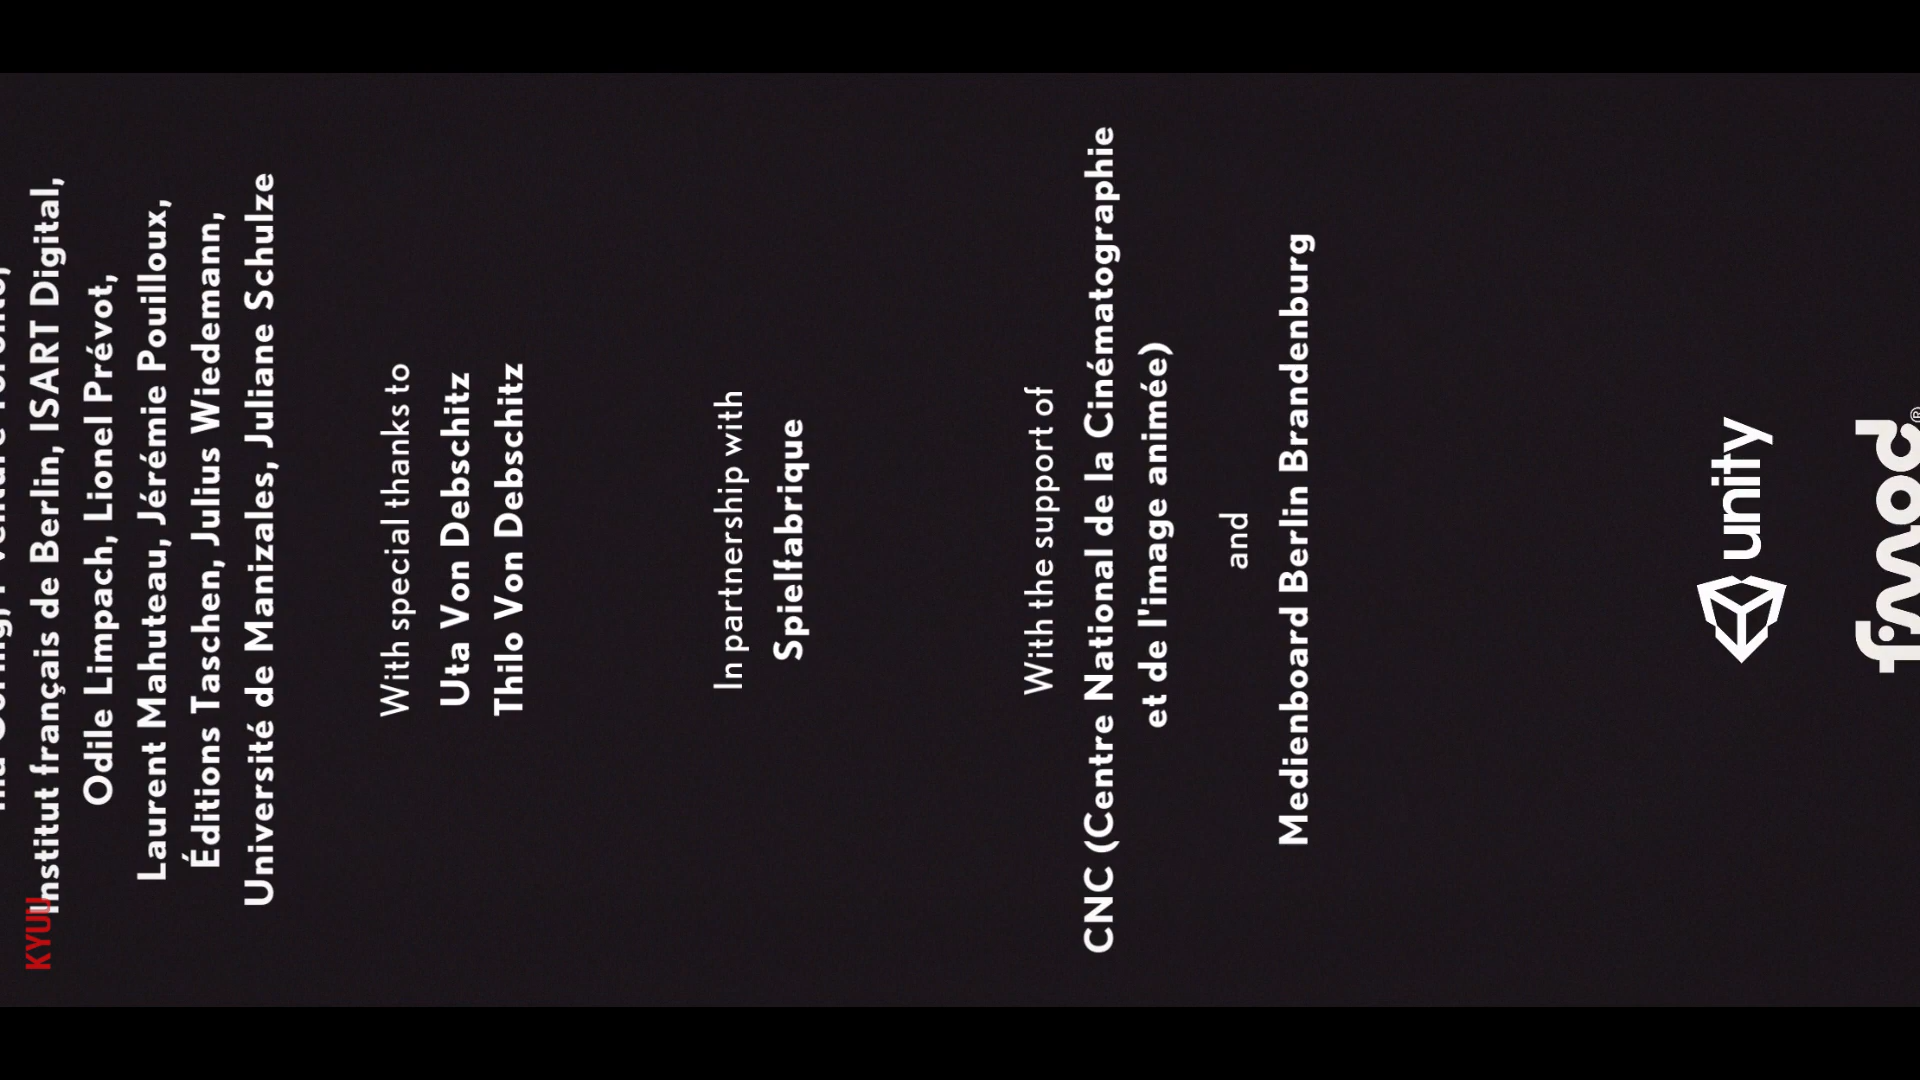 Institut français de Berlin, ISART Digital,
Odile Limpach, Lionel Prévot,
Laurent Mahuteau, Jérémie Pouilloux,
Éditions Taschen, Julius Wiedemann,
Université de Manizales, Juliane Schulze
With special thanks to
Uta Von Debschitz
Thilo Von Debschitz
In partnership with
Spielfabrique
With the support of
CNC (Centre National de la Cinématographie
et de l'image animée)
and
Medienboard Berlin Brandenburg
unity
fmod®
KYUU